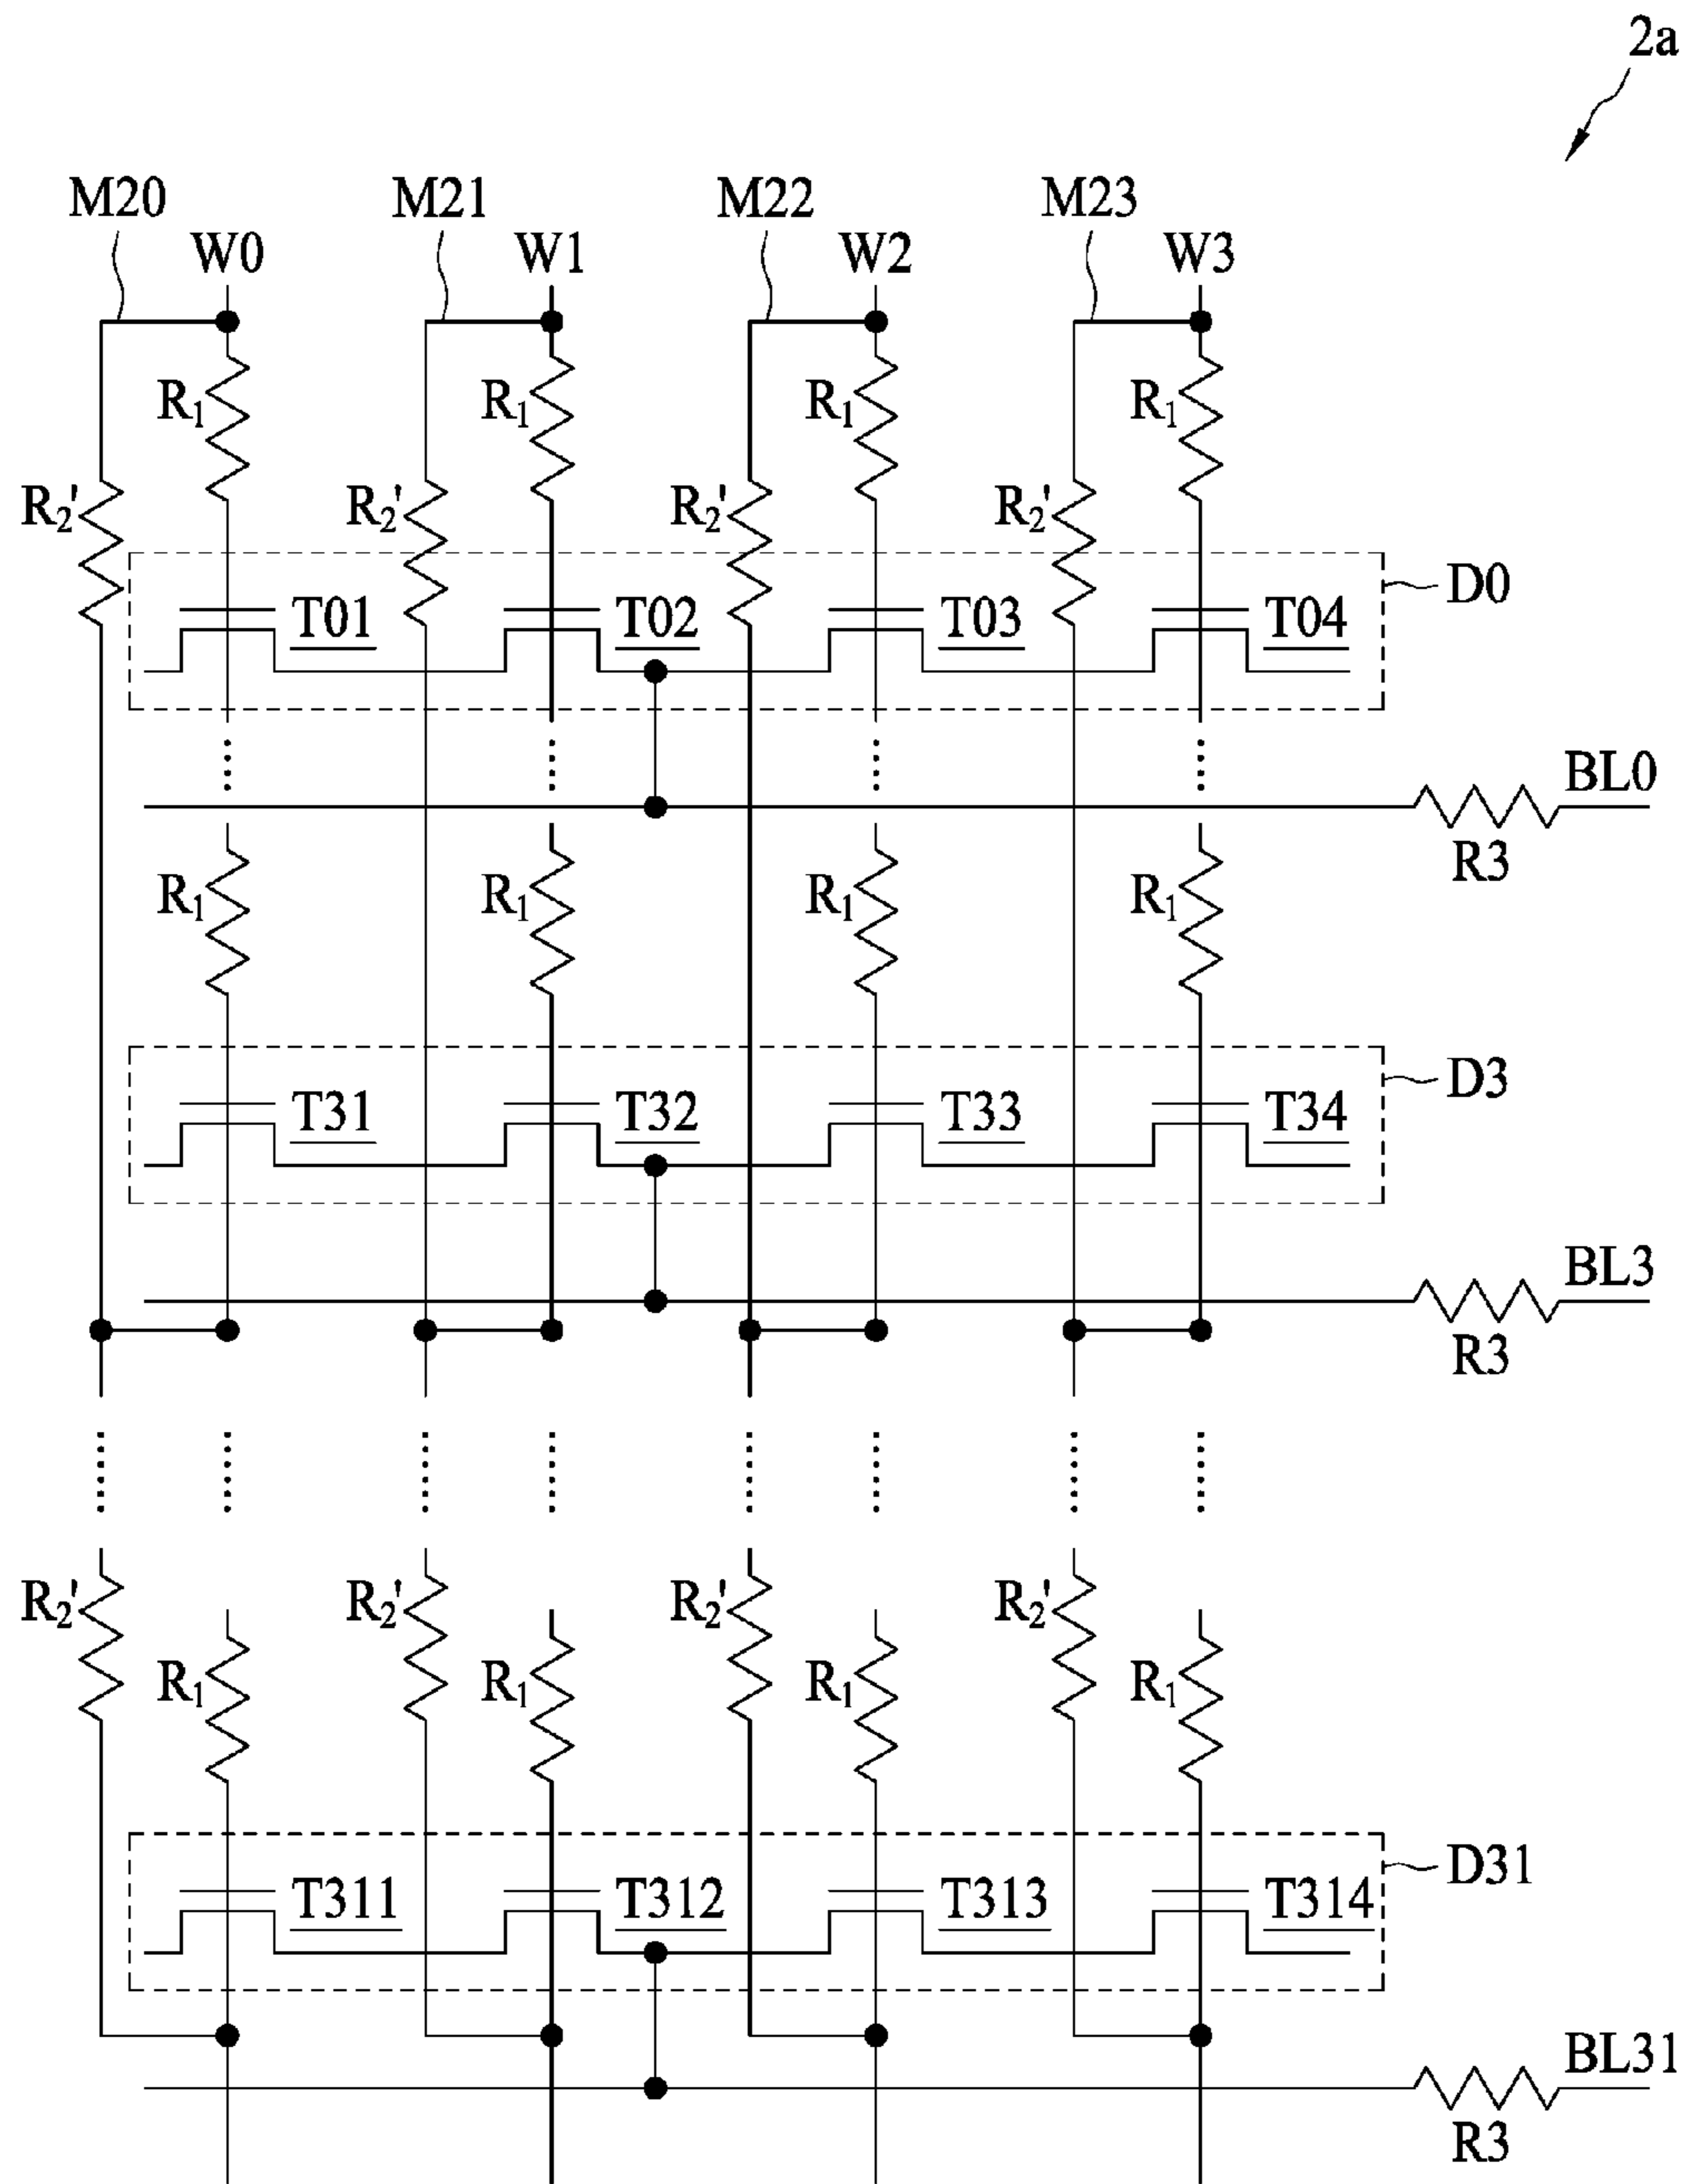 2a
M20 M21 M22 M23
W0 W1 W2 W3
R1 R1 R1 R1
R2' R2' R2' R2'
D0
T01 T02 T03 T04
BL0
R3
R1 R1 R1 R1
D3
T31 T32 T33 T34
BL3
R3
R2' R2' R2' R2'
R1 R1 R1 R1
D31
T311 T312 T313 T314
BL31
R3